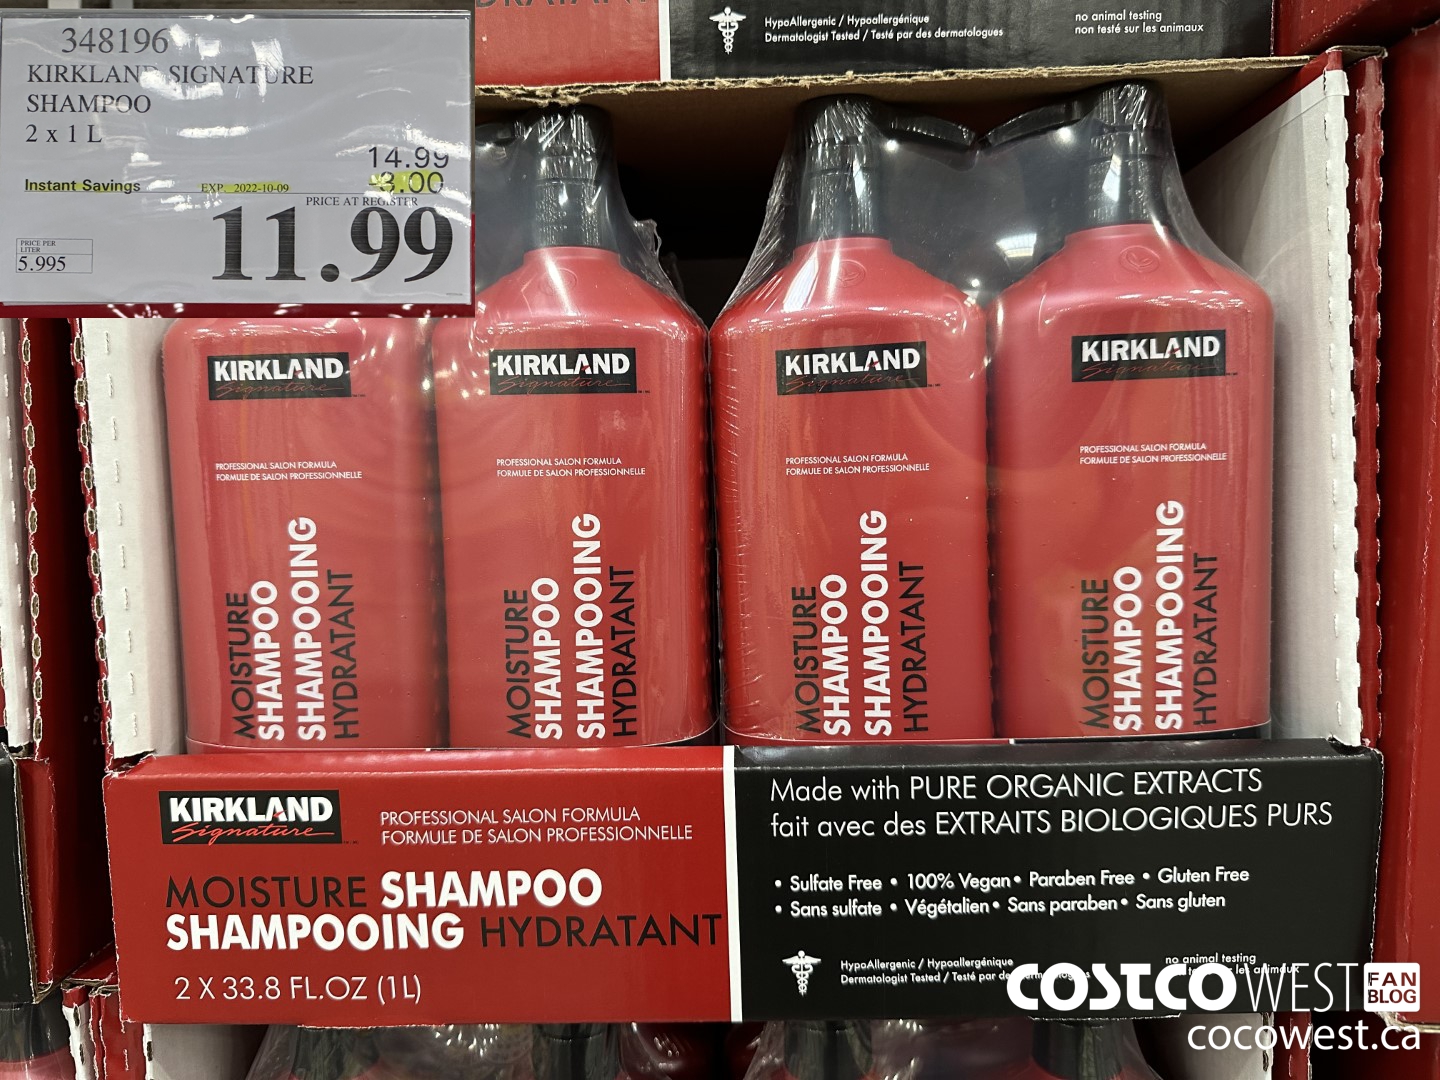 HypoAllergenic / Hypoallergénique
Dermatologist Tested / Testé par des dermatologues
no animal testing
non testé sur les animaux
348196
KIRKLAND SIGNATURE
SHAMPOO
2 x 1 L
14.99
Instant Savings
EXP. 2022-10-09
-3.00
PRICE AT REGISTER
11.99
PRICE PER
LITER
5.995
KIRKLAND
Signature
PROFESSIONAL SALON FORMULA
FORMULE DE SALON PROFESSIONNELLE
MOISTURE
SHAMPOO
SHAMPOOING
HYDRATANT
KIRKLAND
Signature
PROFESSIONAL SALON FORMULA
FORMULE DE SALON PROFESSIONNELLE
MOISTURE
SHAMPOO
SHAMPOOING
HYDRATANT
KIRKLAND
Signature
PROFESSIONAL SALON FORMULA
FORMULE DE SALON PROFESSIONNELLE
MOISTURE
SHAMPOO
SHAMPOOING
HYDRATANT
KIRKLAND
Signature
PROFESSIONAL SALON FORMULA
FORMULE DE SALON PROFESSIONNELLE
MOISTURE
SHAMPOO
SHAMPOOING
HYDRATANT
KIRKLAND
Signature
PROFESSIONAL SALON FORMULA
FORMULE DE SALON PROFESSIONNELLE
MOISTURE SHAMPOO
SHAMPOOING HYDRATANT
2 X 33.8 FL.OZ (1L)
Made with PURE ORGANIC EXTRACTS
fait avec des EXTRAITS BIOLOGIQUES PURS
• Sulfate Free • 100% Vegan • Paraben Free • Gluten Free
• Sans sulfate • Végétalien • Sans paraben • Sans gluten
HypoAllergenic / Hypoallergénique
Dermatologist Tested / Testé par
no animal testing
COSTCO WEST FAN BLOG
cocowest.ca